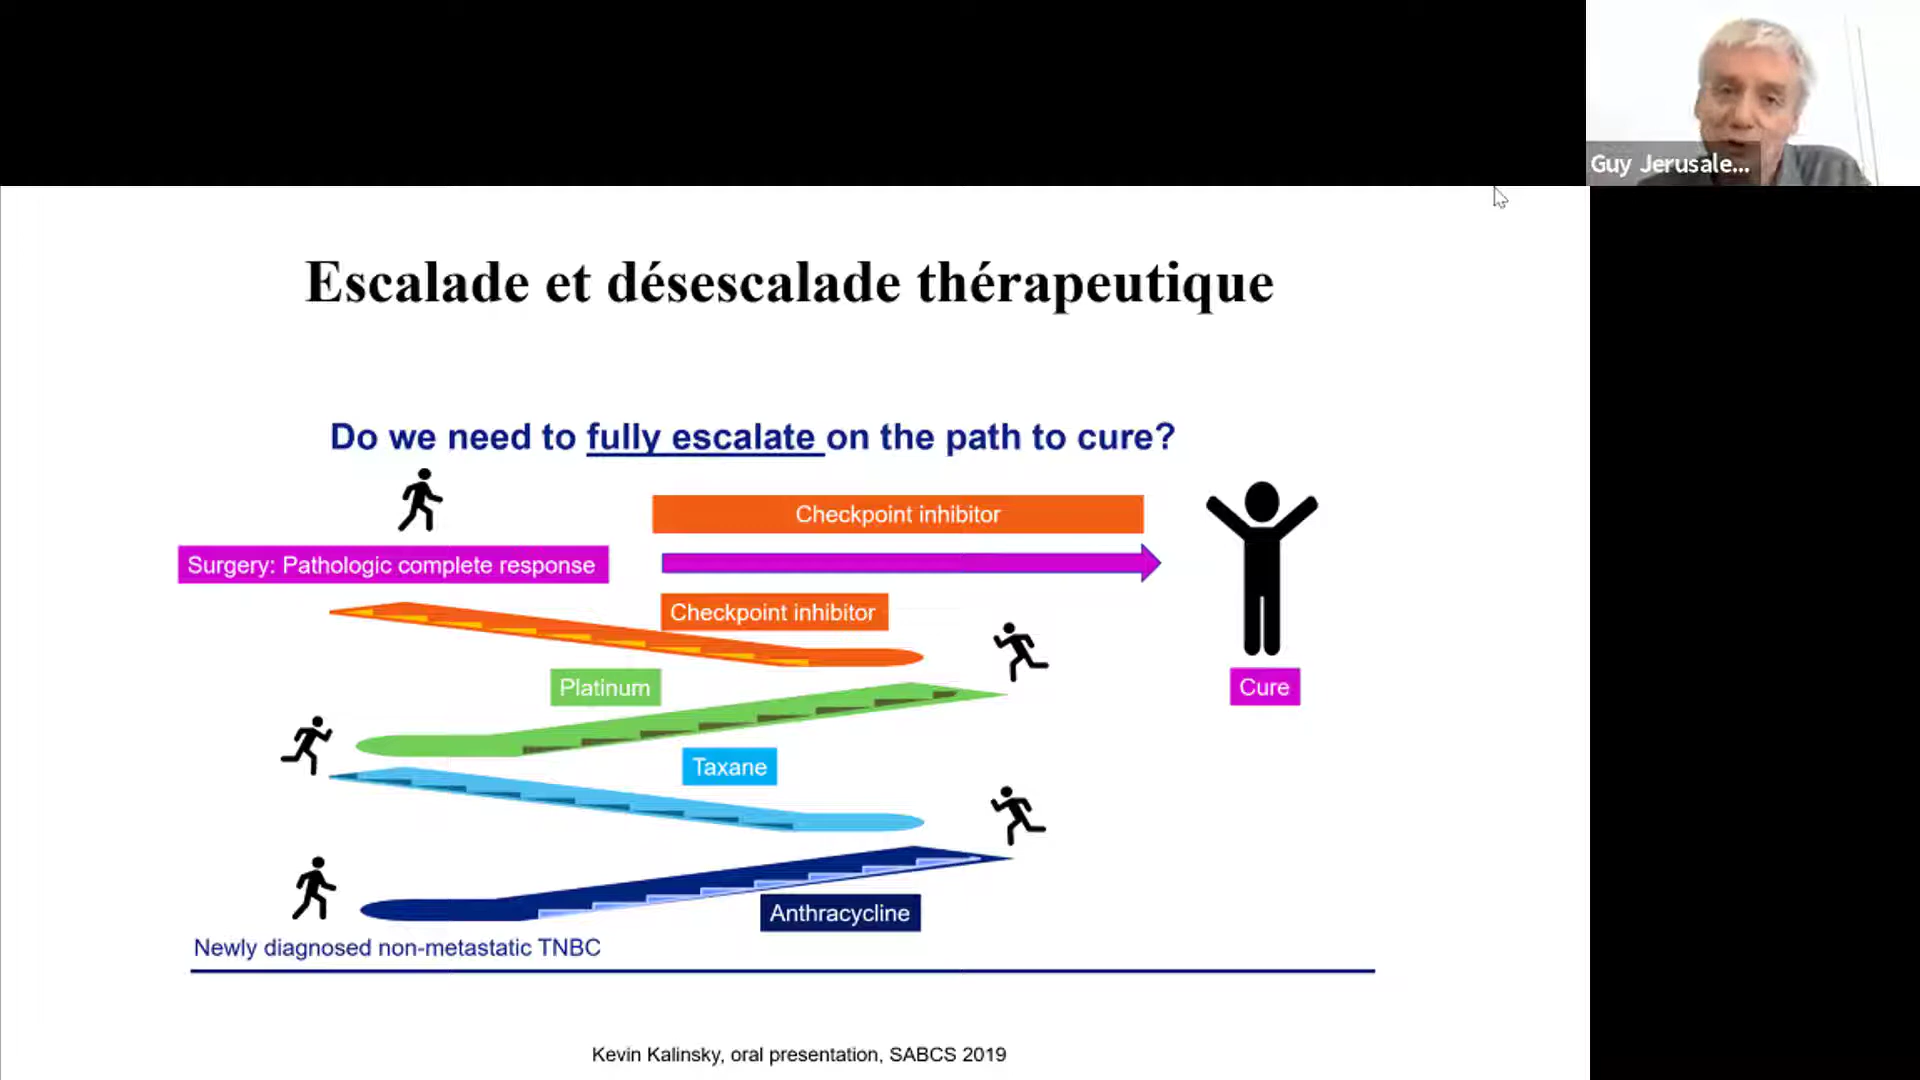 Guy Jerusale...
Escalade et désescalade thérapeutique
Do we need to fully escalate on the path to cure?
Checkpoint inhibitor
Surgery: Pathologic complete response
Checkpoint inhibitor
Platinum
Cure
Taxane
Anthracycline
Newly diagnosed non-metastatic TNBC
Kevin Kalinsky, oral presentation, SABCS 2019